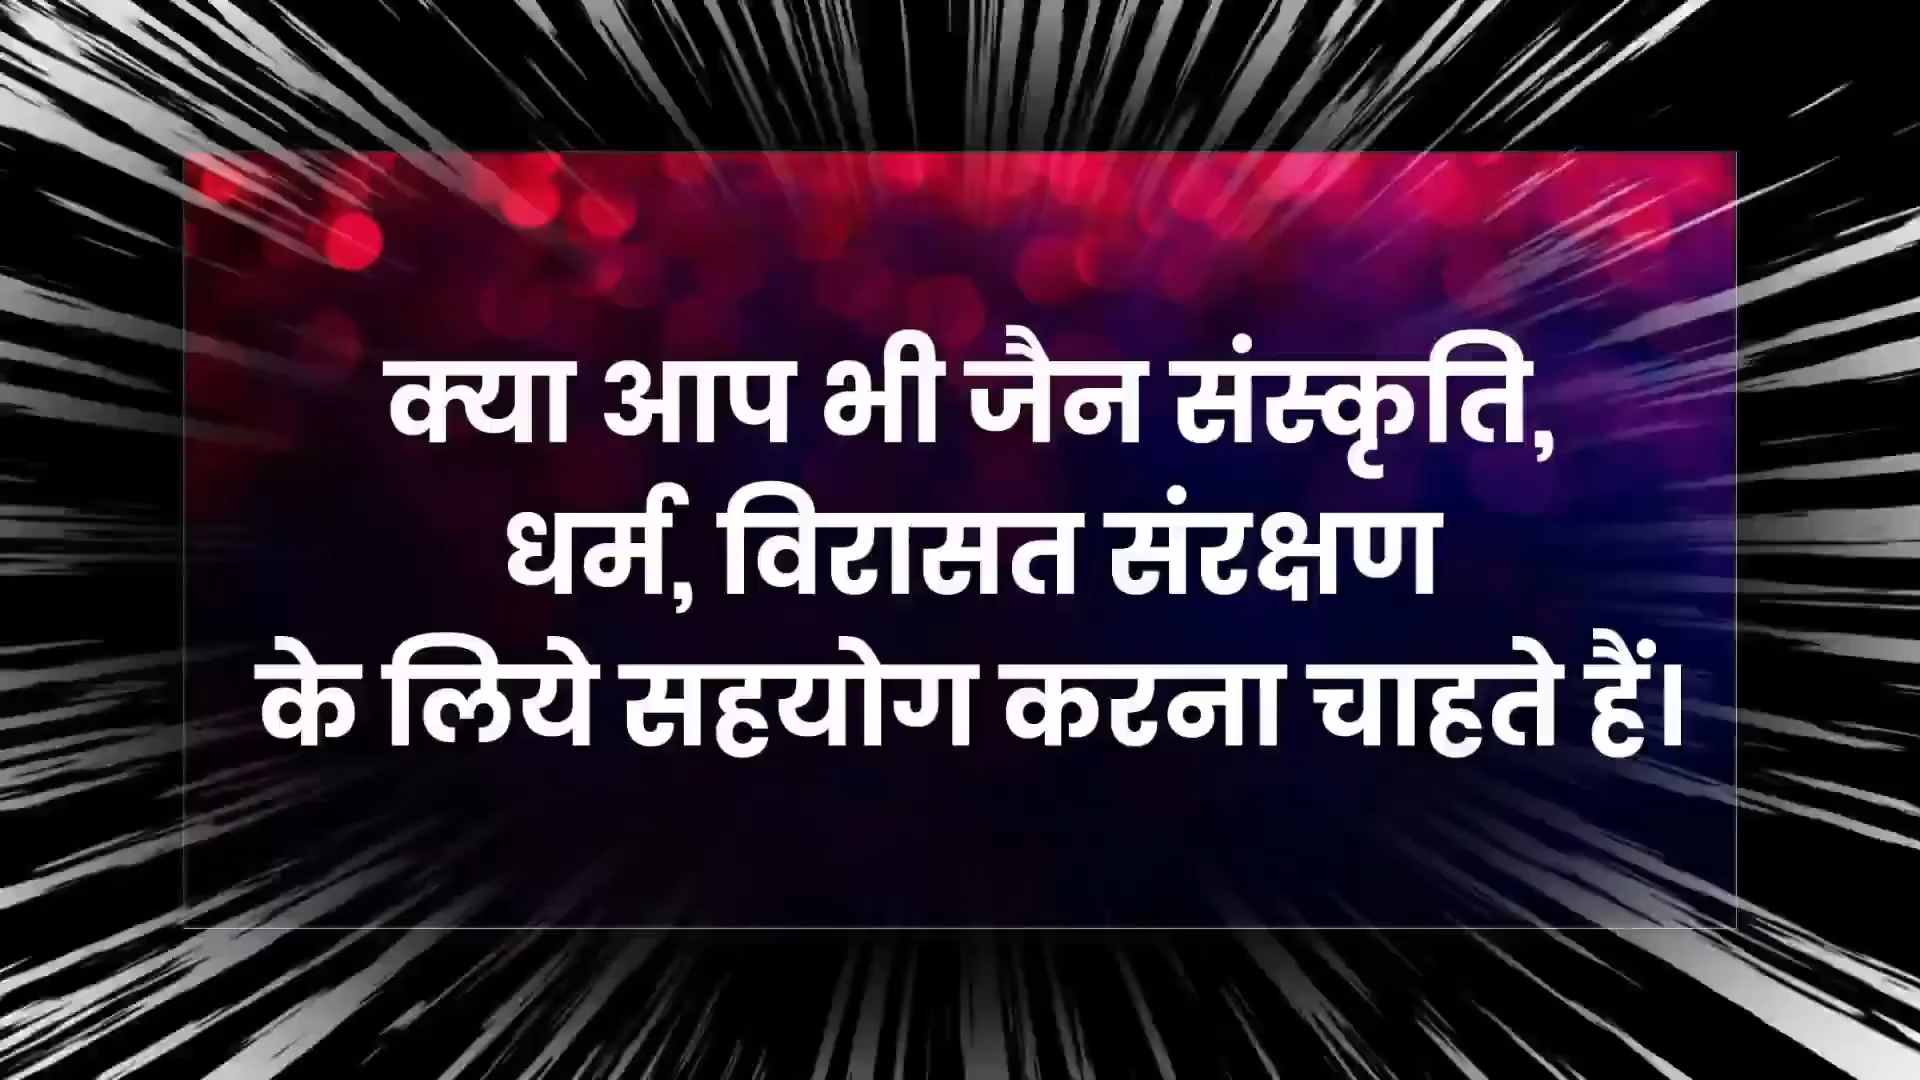 क्या आप भी जैन संस्कृति,
धर्म, विरासत संरक्षण
के लिये सहयोग करना चाहते हैं।